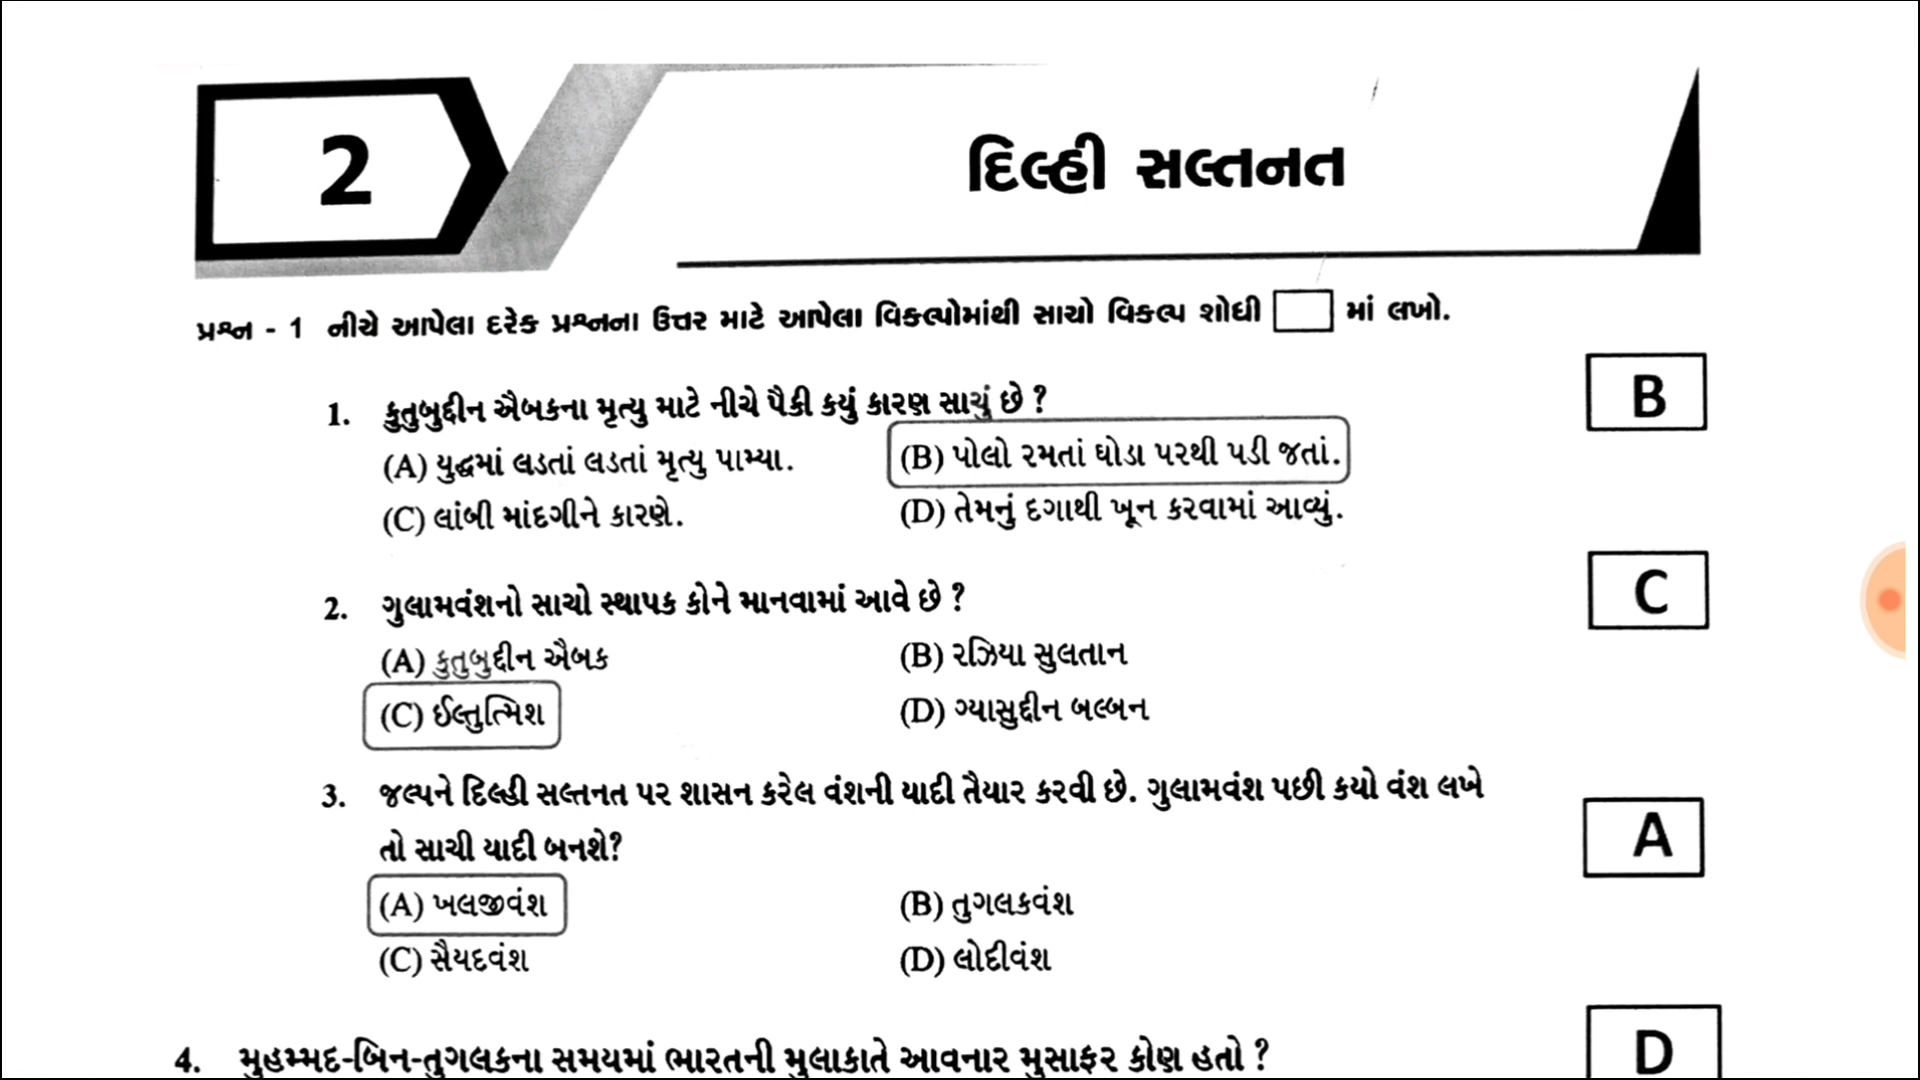 2
દિલ્હી સલ્તનત
પ્રશ્ન - 1 નીચે આપેલા દરેક પ્રશ્નના ઉત્તર માટે આપેલા વિકલ્પોમાંથી સાચો વિકલ્પ શોધી માં લખો.
1. કુતુબુદ્દીન ઐબકના મૃત્યુ માટે નીચે પૈકી કયું કારણ સાચું છે ? B
(A) યુદ્ધમાં લડતાં લડતાં મૃત્યુ પામ્યા. (B) પોલો રમતાં ઘોડા પરથી પડી જતાં.
(C) લાંબી માંદગીને કારણે. (D) તેમનું દગાથી ખૂન કરવામાં આવ્યું.
2. ગુલામવંશનો સાચો સ્થાપક કોને માનવામાં આવે છે ? C
(A) કુતુબુદ્દીન ઐબક (B) રઝિયા સુલતાન
(C) ઈલ્તુત્મિશ (D) ગ્યાસુદ્દીન બલ્બન
3. જલ્પને દિલ્હી સલ્તનત પર શાસન કરેલ વંશની યાદી તૈયાર કરવી છે. ગુલામવંશ પછી કયો વંશ લખે
તો સાચી યાદી બનશે? A
(A) ખલજીવંશ (B) તુગલકવંશ
(C) સૈયદવંશ (D) લોદીવંશ
4. મુહમ્મદ-બિન-તુગલકના સમયમાં ભારતની મુલાકાતે આવનાર મુસાફર કોણ હતો ? D